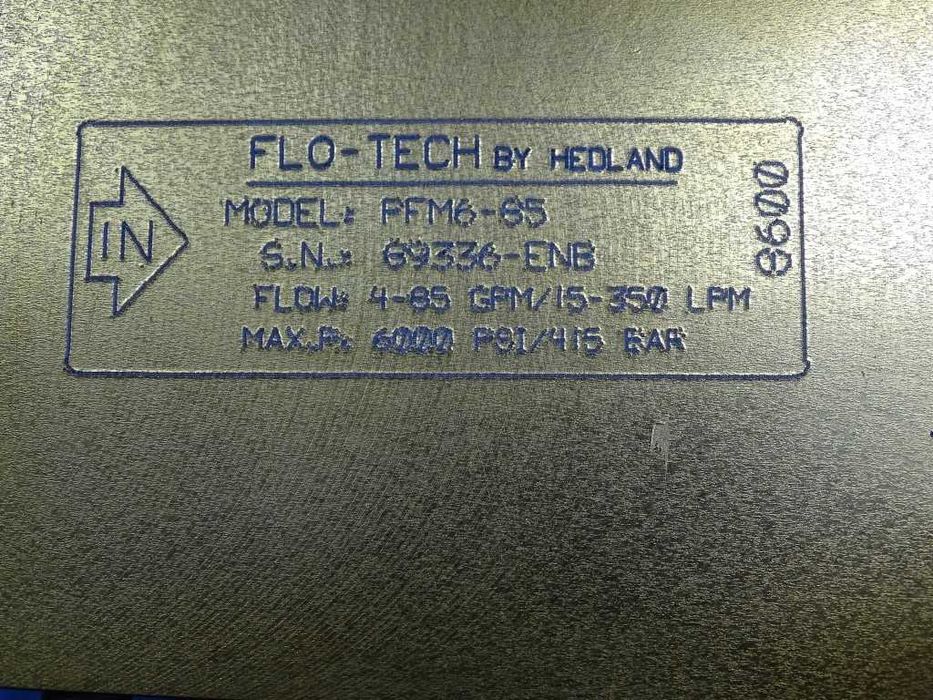 FLO-TECH BY HEDLAND
IN
MODEL: PFM6-85
S.N.: 69336-ENB
FLOW: 4-85 GPM/15-350 LPM
MAX.P. 6000 PSI/415 BAR